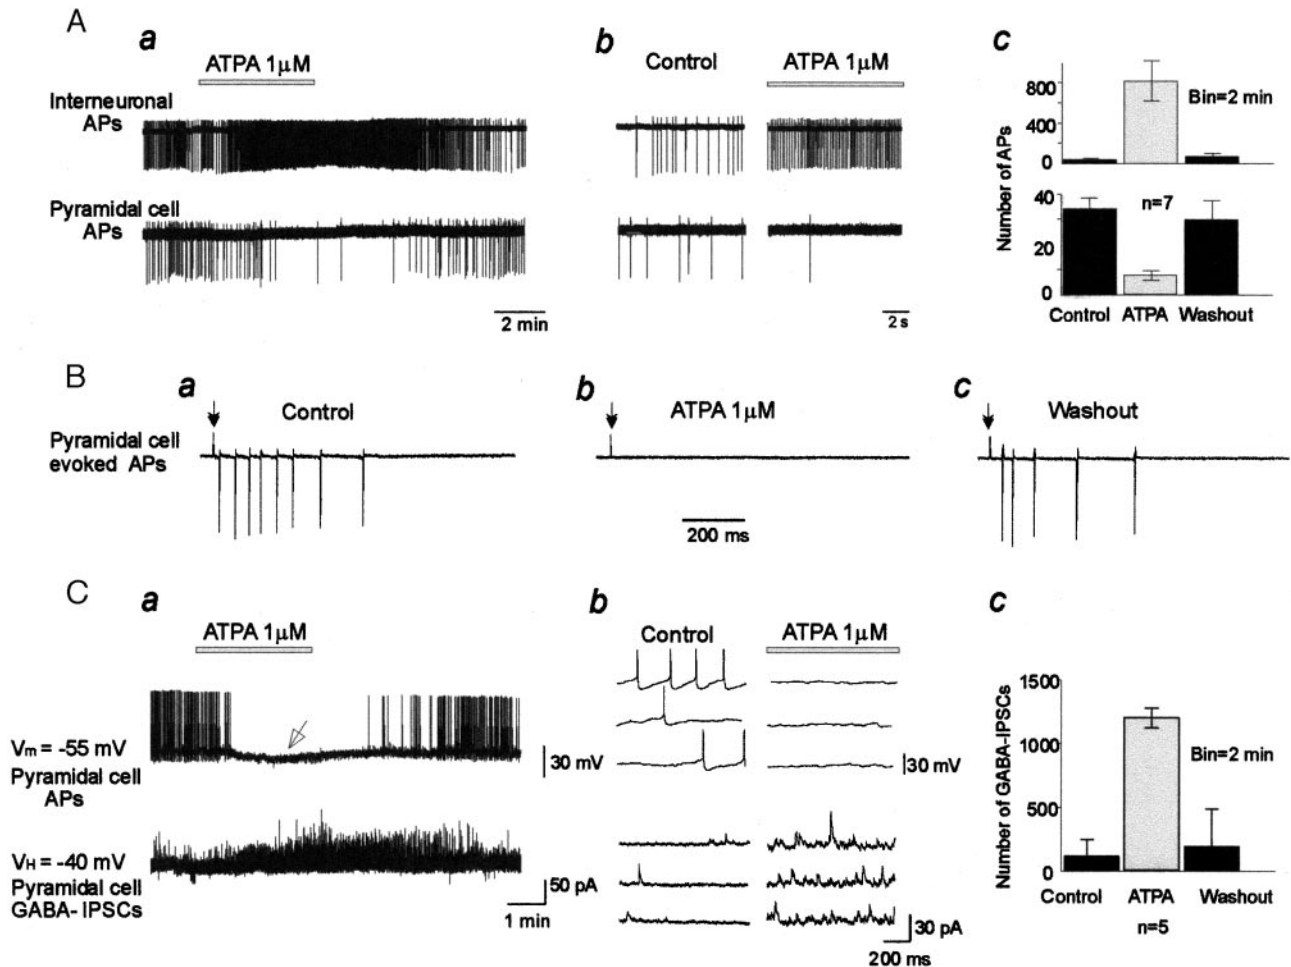 A
a
ATPA 1µM
Interneuronal
APs
Pyramidal cell
APs
2 min
b
Control
ATPA 1µM
2 s
c
Number of APs
800
400
0
Bin=2 min
40
20
0
n=7
Control ATPA Washout
B
Pyramidal cell
evoked APs
a
Control
b
ATPA 1µM
200 ms
c
Washout
C
a
ATPA 1µM
Vm = -55 mV
Pyramidal cell
APs
30 mV
VH = -40 mV
Pyramidal cell
GABA- IPSCs
50 pA
1 min
b
Control
ATPA 1µM
30 mV
30 pA
200 ms
c
Number of GABA-IPSCs
1500
1000
500
0
Bin=2 min
Control ATPA Washout
n=5